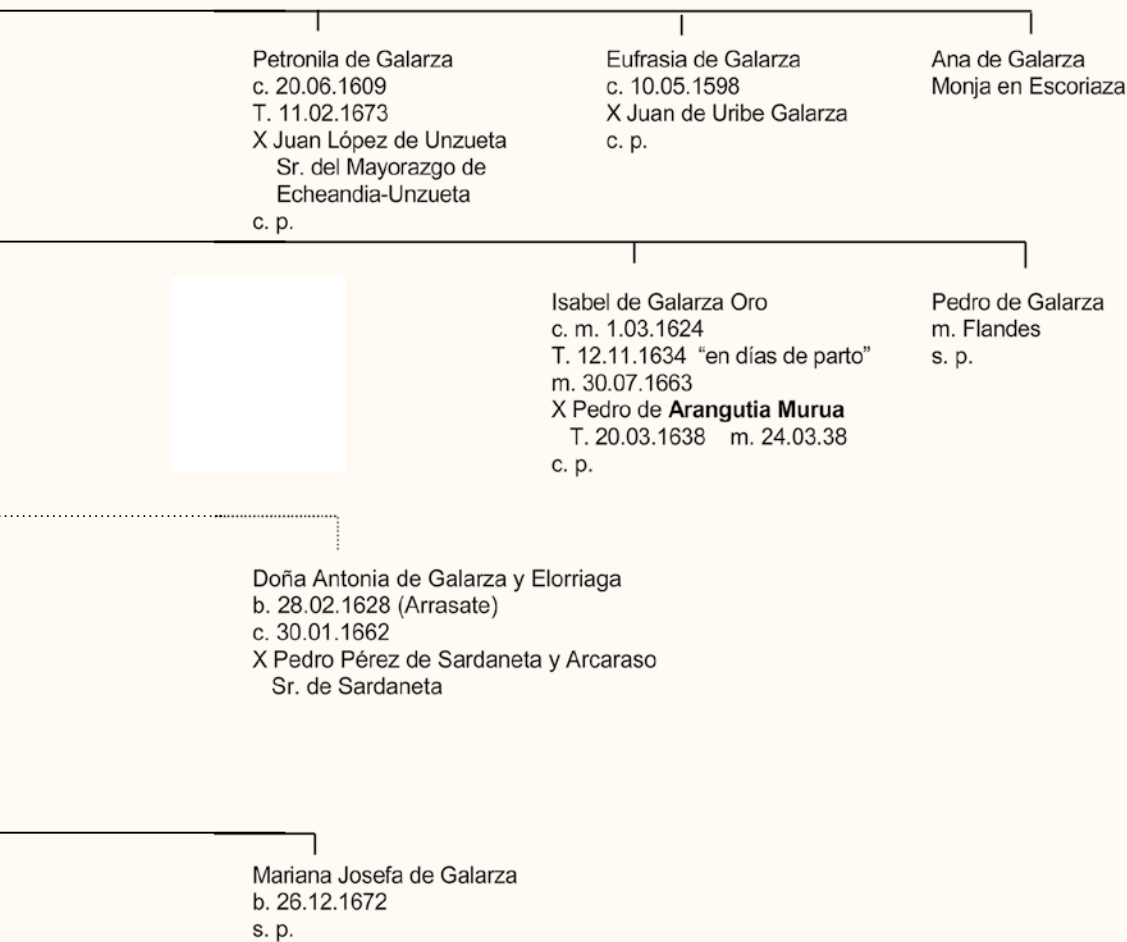 Petronila de Galarza
c. 20.06.1609
T. 11.02.1673
X Juan López de Unzueta
Sr. del Mayorazgo de
Echeandia-Unzueta
c. p.
Eufrasia de Galarza
c. 10.05.1598
X Juan de Uribe Galarza
c. p.
Ana de Galarza
Monja en Escoriaza
Isabel de Galarza Oro
c. m. 1.03.1624
T. 12.11.1634 “en días de parto”
m. 30.07.1663
X Pedro de Arangutia Murua
T. 20.03.1638 m. 24.03.38
c. p.
Pedro de Galarza
m. Flandes
s. p.
Doña Antonia de Galarza y Elorriaga
b. 28.02.1628 (Arrasate)
c. 30.01.1662
X Pedro Pérez de Sardaneta y Arcaraso
Sr. de Sardaneta
Mariana Josefa de Galarza
b. 26.12.1672
s. p.